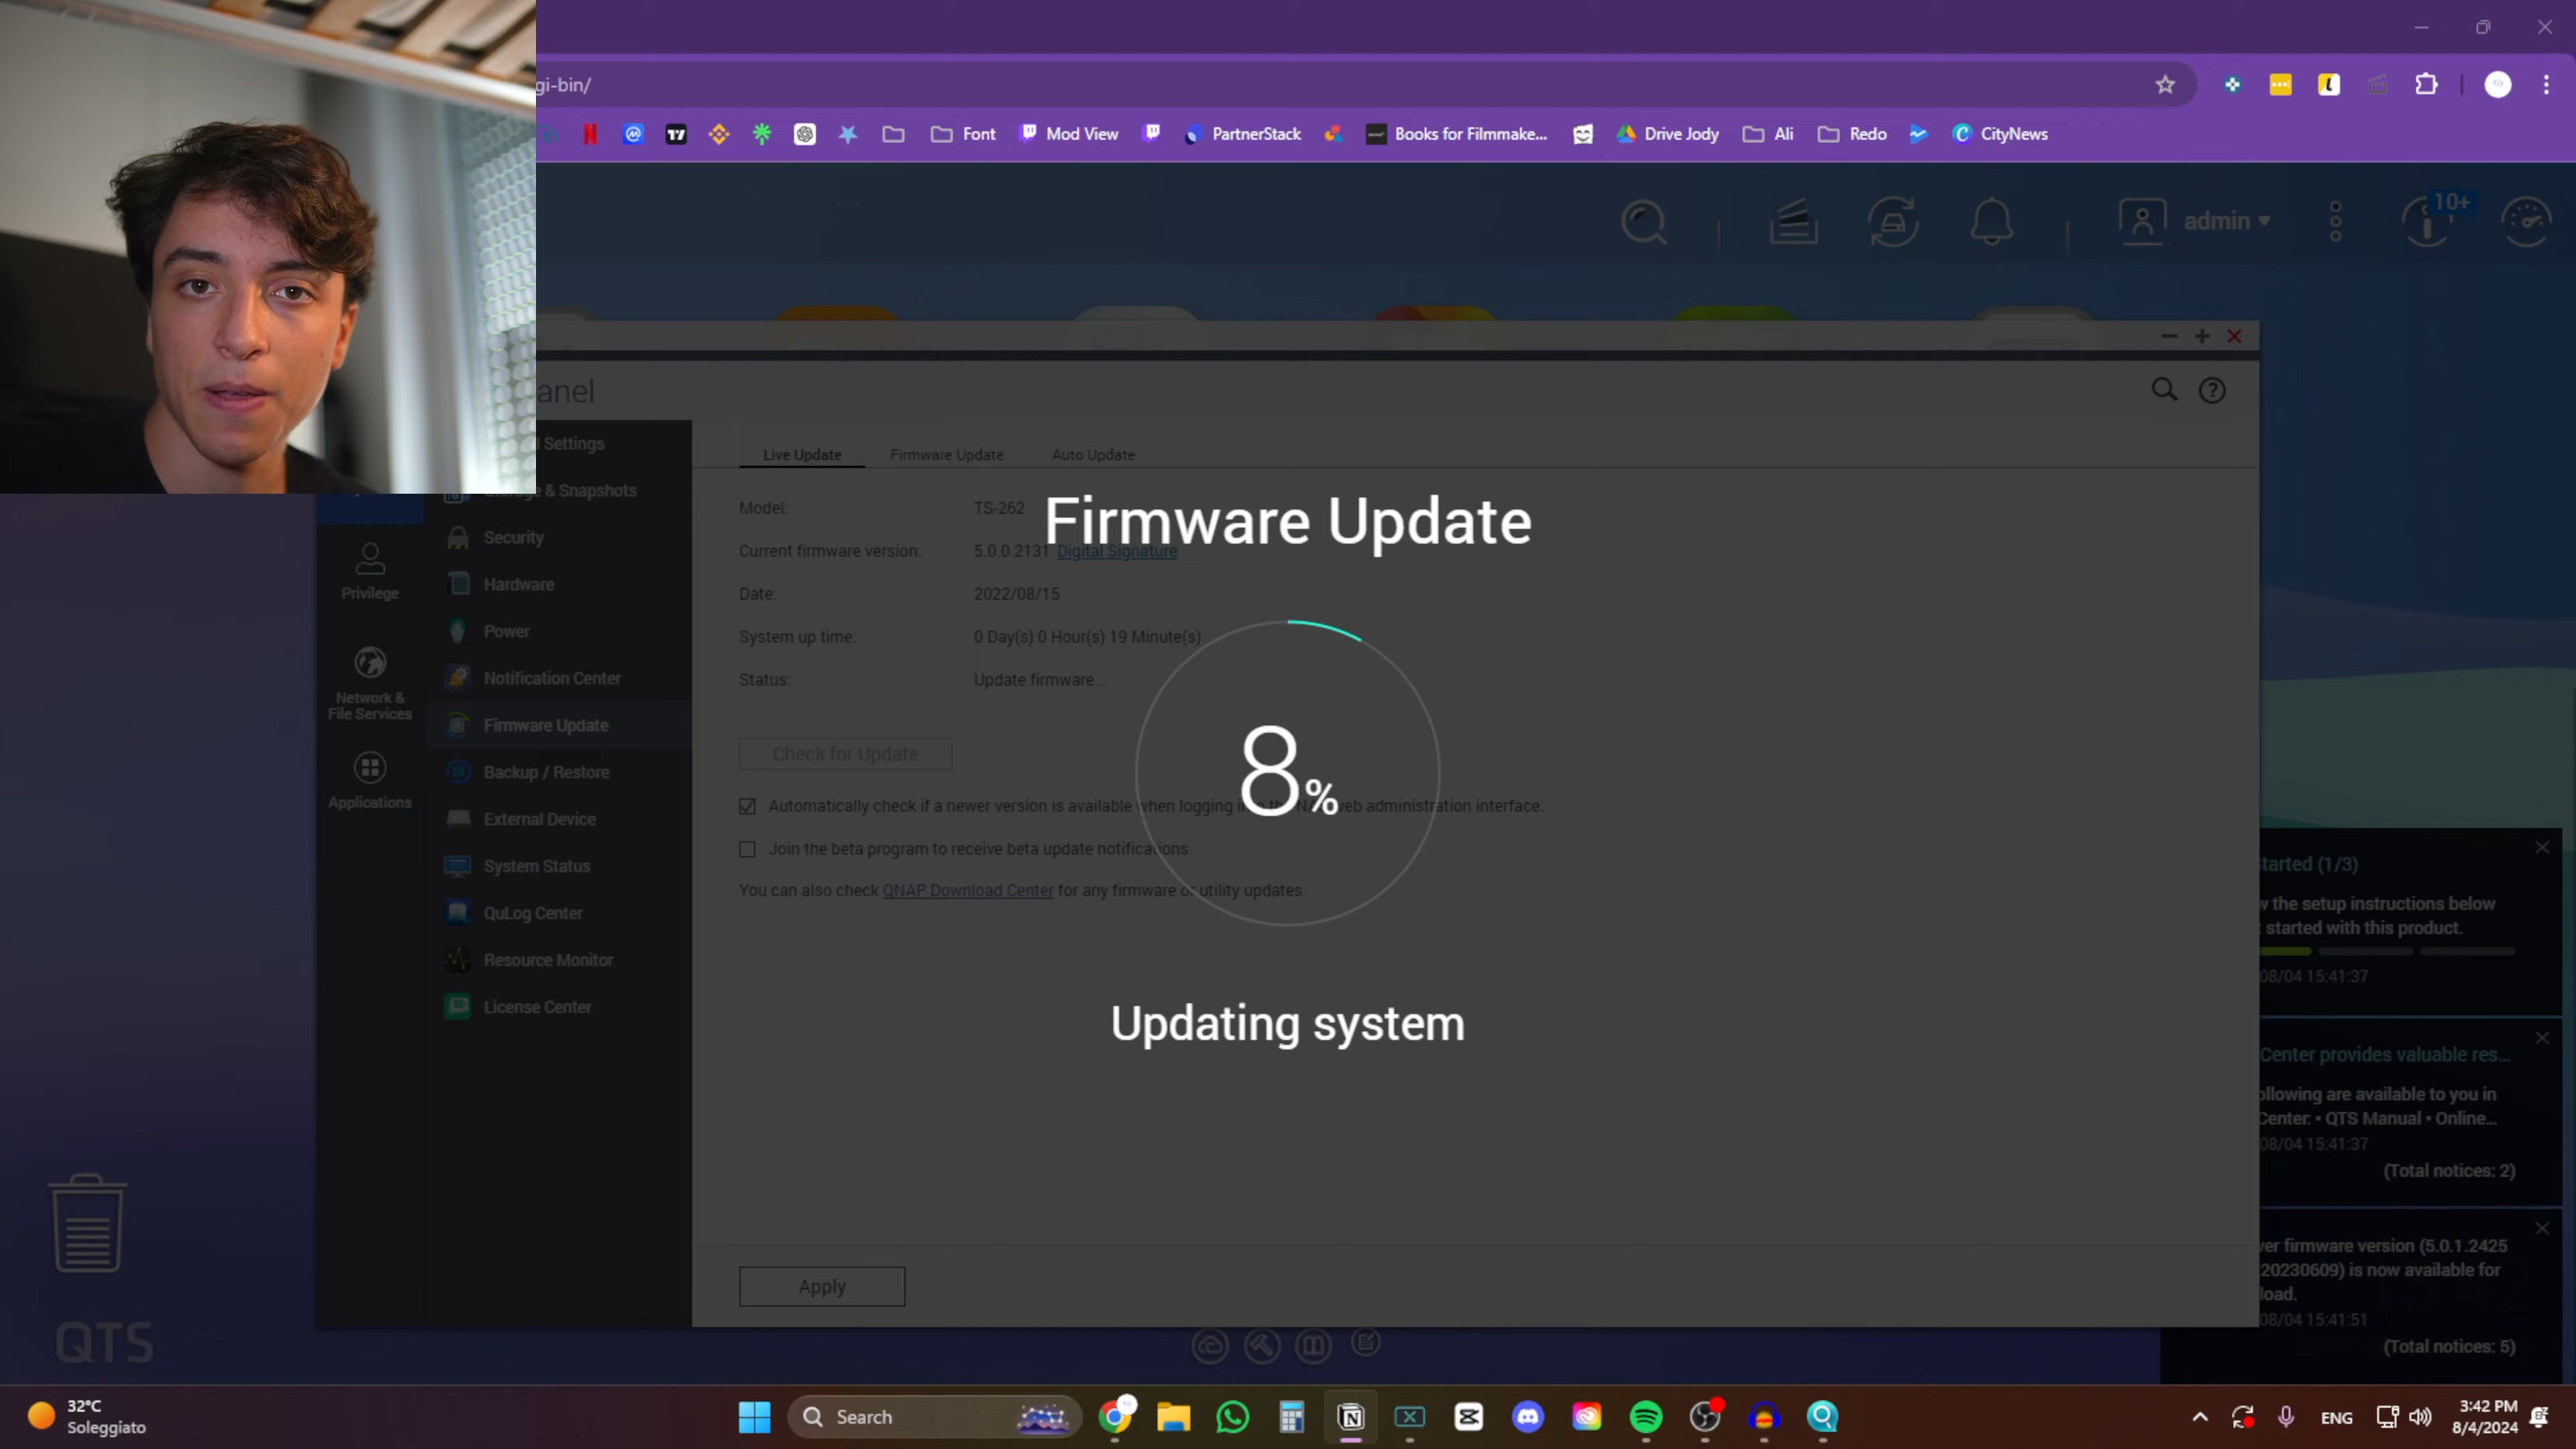 gi-bin/
Font
Mod View
PartnerStack
Books for Filmmake...
Drive Jody
Ali
Redo
CityNews
admin
10+
anel
l Settings
Storage & Snapshots
Security
Hardware
Power
Notification Center
Firmware Update
Backup / Restore
External Device
System Status
QuLog Center
Resource Monitor
License Center
Privilege
Network &
File Services
Applications
Live Update
Firmware Update
Auto Update
Model: TS-262
Current firmware version: 5.0.0.2131 Digital Signature
Date: 2022/08/15
System up time: 0 Day(s) 0 Hour(s) 19 Minute(s)
Status: Update firmware...
Check for Update
Automatically check if a newer version is available when logging into the NAS web administration interface.
Join the beta program to receive beta update notifications.
You can also check QNAP Download Center for any firmware or utility updates.
Apply
Firmware Update
8%
Updating system
tarted (1/3)
w the setup instructions below
t started with this product.
08/04 15:41:37
Center provides valuable res...
ollowing are available to you in
Center: • QTS Manual • Online...
08/04 15:41:37
(Total notices: 2)
ver firmware version (5.0.1.2425
20230609) is now available for
load.
08/04 15:41:51
(Total notices: 5)
QTS
32°C
Soleggiato
Search
ENG
3:42 PM
8/4/2024